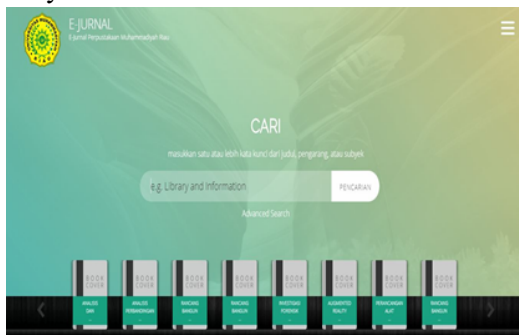 E-JURNAL
E-jurnal Perpustakaan Muhammadiyah Riau
CARI
masukkan satu atau lebih kata kunci dari judul, pengarang, atau subyek
e.g. Library and Information
PENCARIAN
Advanced Search
BOOK COVER
ANALISIS
DAN
...
BOOK COVER
ANALISIS
PERBANDINGAN
...
BOOK COVER
RANCANG
BANGUN
...
BOOK COVER
RANCANG
BANGUN
...
BOOK COVER
INVESTIGASI
FORENSIK
...
BOOK COVER
AUGMENTED
REALITY
...
BOOK COVER
PERANCANGAN
ALAT
...
BOOK COVER
RANCANG
BANGUN
...